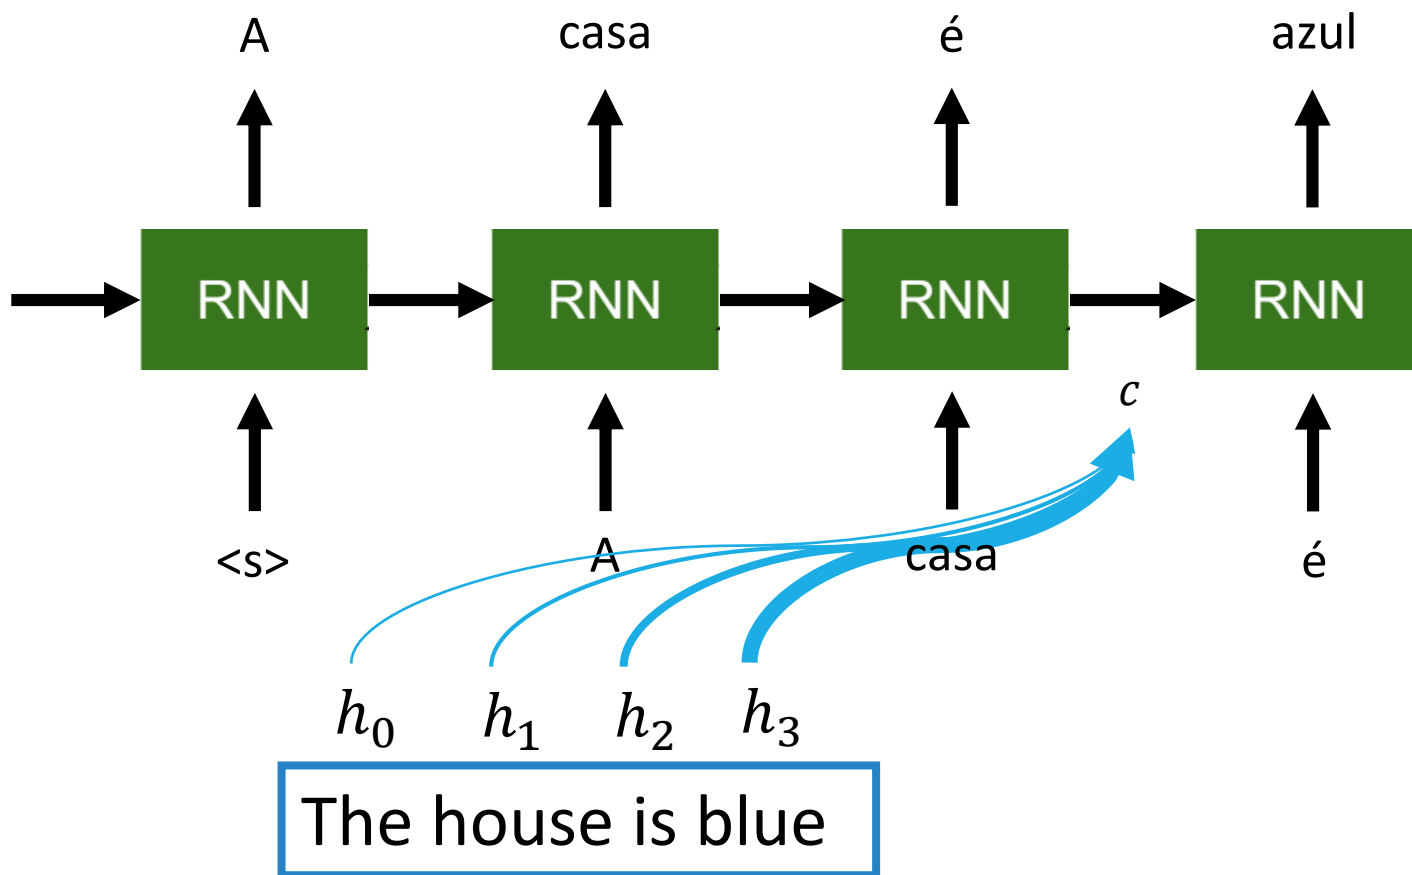 A casa é azul
RNN RNN RNN RNN
c
<s> A casa é
h₀ h₁ h₂ h₃
The house is blue